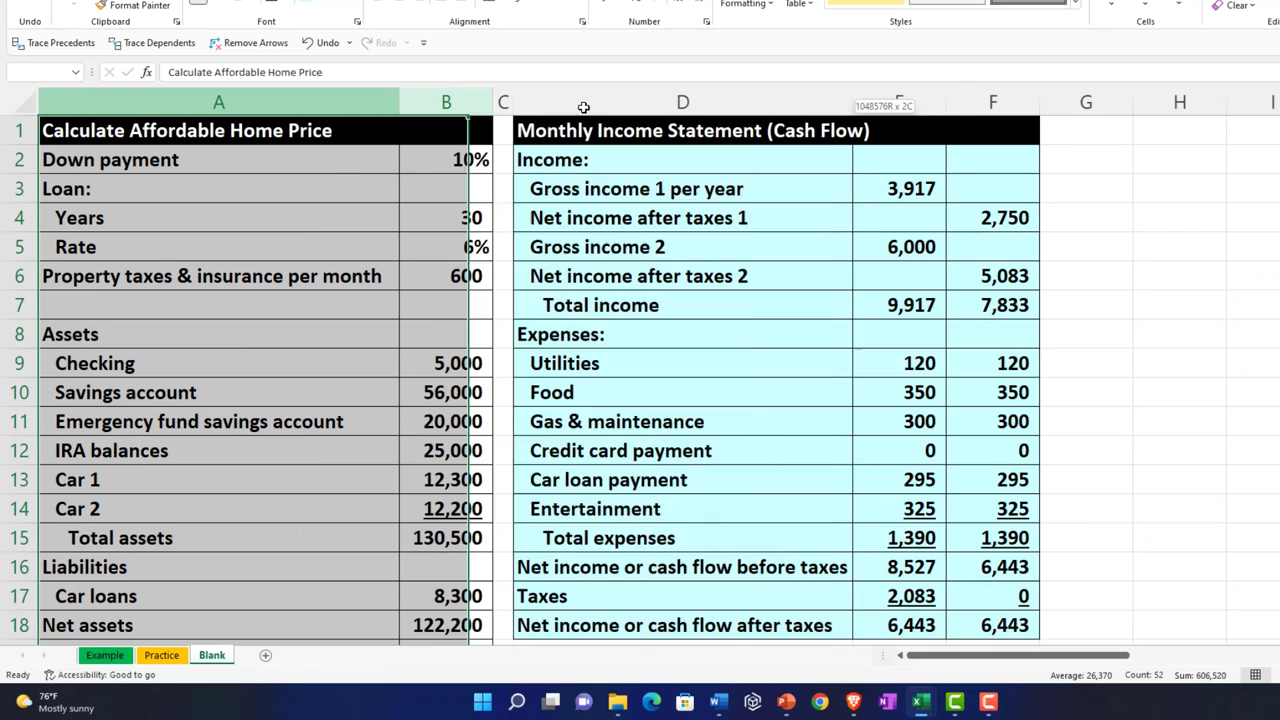 Format Painter
Formatting
Table
Clear
Clipboard
Font
Alignment
Number
Styles
Cells
Trace Precedents
Trace Dependents
Remove Arrows
Undo
Redo
fx
Calculate Affordable Home Price
A B C D F G H I
1048576R x 2C
1 Calculate Affordable Home Price Monthly Income Statement (Cash Flow)
2 Down payment 10% Income:
3 Loan: Gross income 1 per year 3,917
4 Years 30 Net income after taxes 1 2,750
5 Rate 6% Gross income 2 6,000
6 Property taxes & insurance per month 600 Net income after taxes 2 5,083
7 Total income 9,917 7,833
8 Assets Expenses:
9 Checking 5,000 Utilities 120 120
10 Savings account 56,000 Food 350 350
11 Emergency fund savings account 20,000 Gas & maintenance 300 300
12 IRA balances 25,000 Credit card payment 0 0
13 Car 1 12,300 Car loan payment 295 295
14 Car 2 12,200 Entertainment 325 325
15 Total assets 130,500 Total expenses 1,390 1,390
16 Liabilities Net income or cash flow before taxes 8,527 6,443
17 Car loans 8,300 Taxes 2,083 0
18 Net assets 122,200 Net income or cash flow after taxes 6,443 6,443
Example Practice Blank
Ready Accessibility: Good to go Average: 26,370 Count: 52 Sum: 606,520
76°F
Mostly sunny